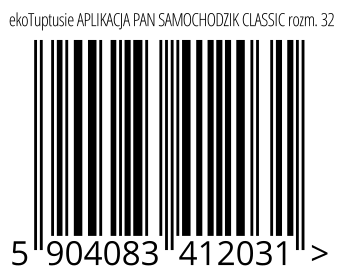 ekoTuptusie APLIKACJA PAN SAMOCHODZIK CLASSIC rozm. 32
5 904083 412031 >